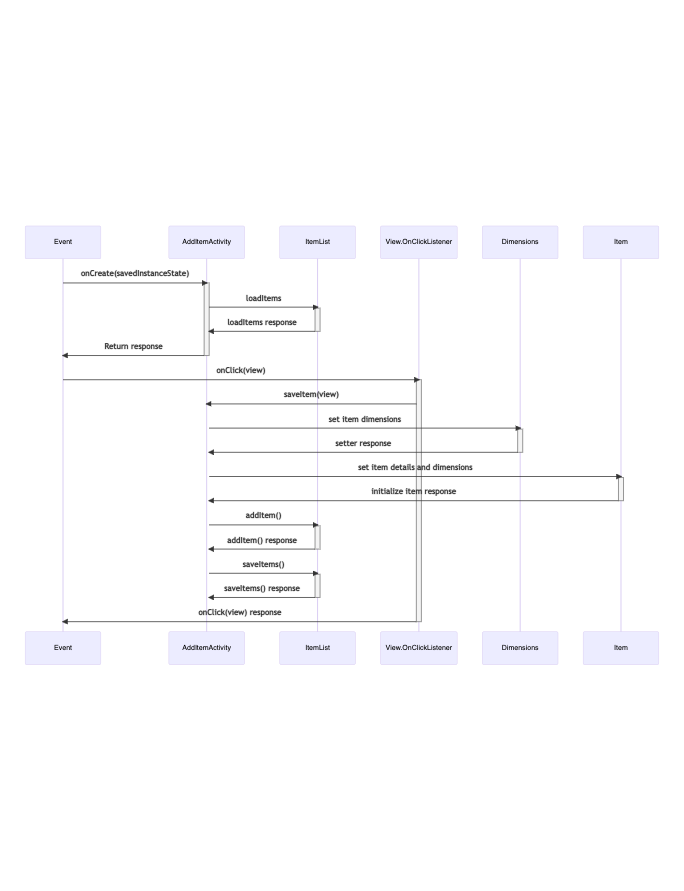 Event
AddItemActivity
ItemList
View.OnClickListener
Dimensions
Item
onCreate(savedInstanceState)
loadItems
loadItems response
Return response
onClick(view)
saveItem(view)
set item dimensions
setter response
set item details and dimensions
initialize item response
addItem()
addItem() response
saveItems()
saveItems() response
onClick(view) response
Event
AddItemActivity
ItemList
View.OnClickListener
Dimensions
Item